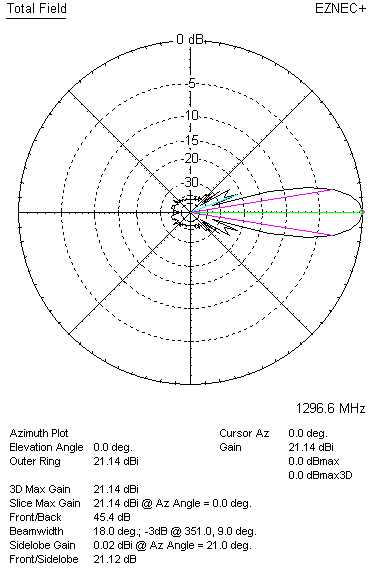 Total Field EZNEC+
0 dB
-5
-10
-15
-20
-30
1296.6 MHz
Azimuth Plot Cursor Az 0.0 deg.
Elevation Angle 0.0 deg. Gain 21.14 dBi
Outer Ring 21.14 dBi 0.0 dBmax
0.0 dBmax3D
3D Max Gain 21.14 dBi
Slice Max Gain 21.14 dBi @ Az Angle = 0.0 deg.
Front/Back 45.4 dB
Beamwidth 18.0 deg.; -3dB @ 351.0, 9.0 deg.
Sidelobe Gain 0.02 dBi @ Az Angle = 21.0 deg.
Front/Sidelobe 21.12 dB